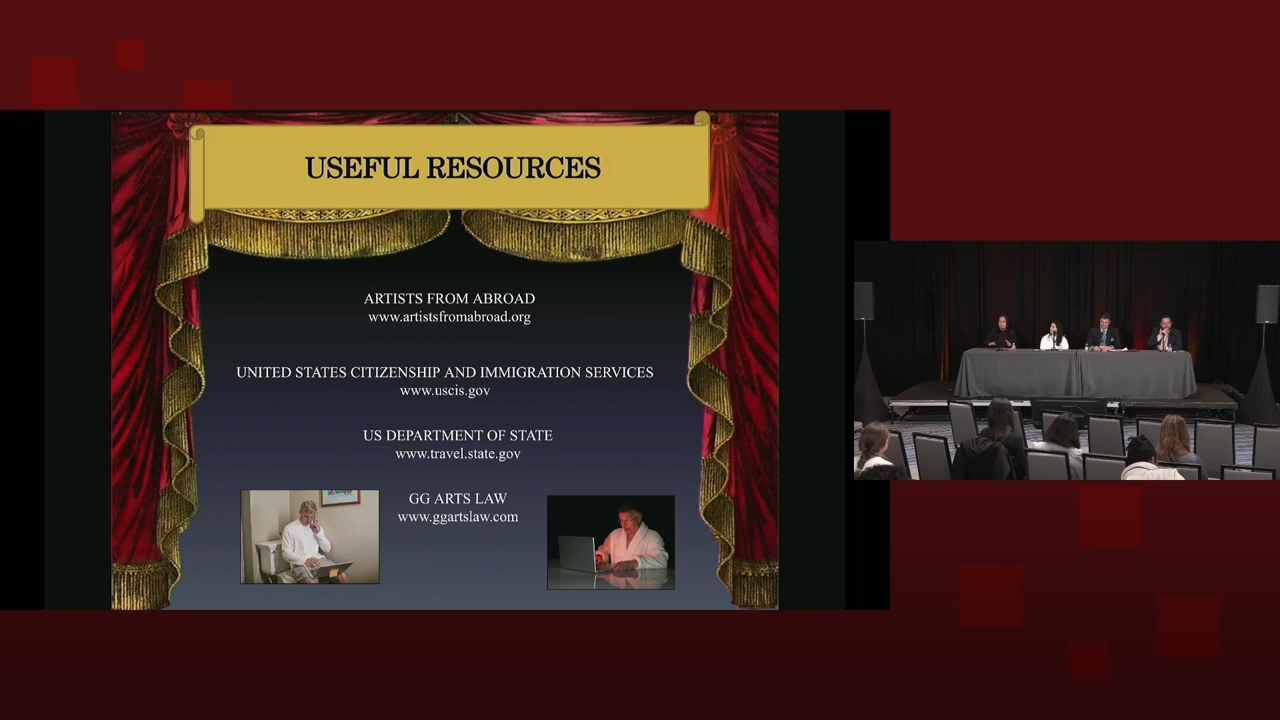 USEFUL RESOURCES
ARTISTS FROM ABROAD
www.artistsfromabroad.org
UNITED STATES CITIZENSHIP AND IMMIGRATION SERVICES
www.uscis.gov
US DEPARTMENT OF STATE
www.travel.state.gov
GG ARTS LAW
www.ggartslaw.com